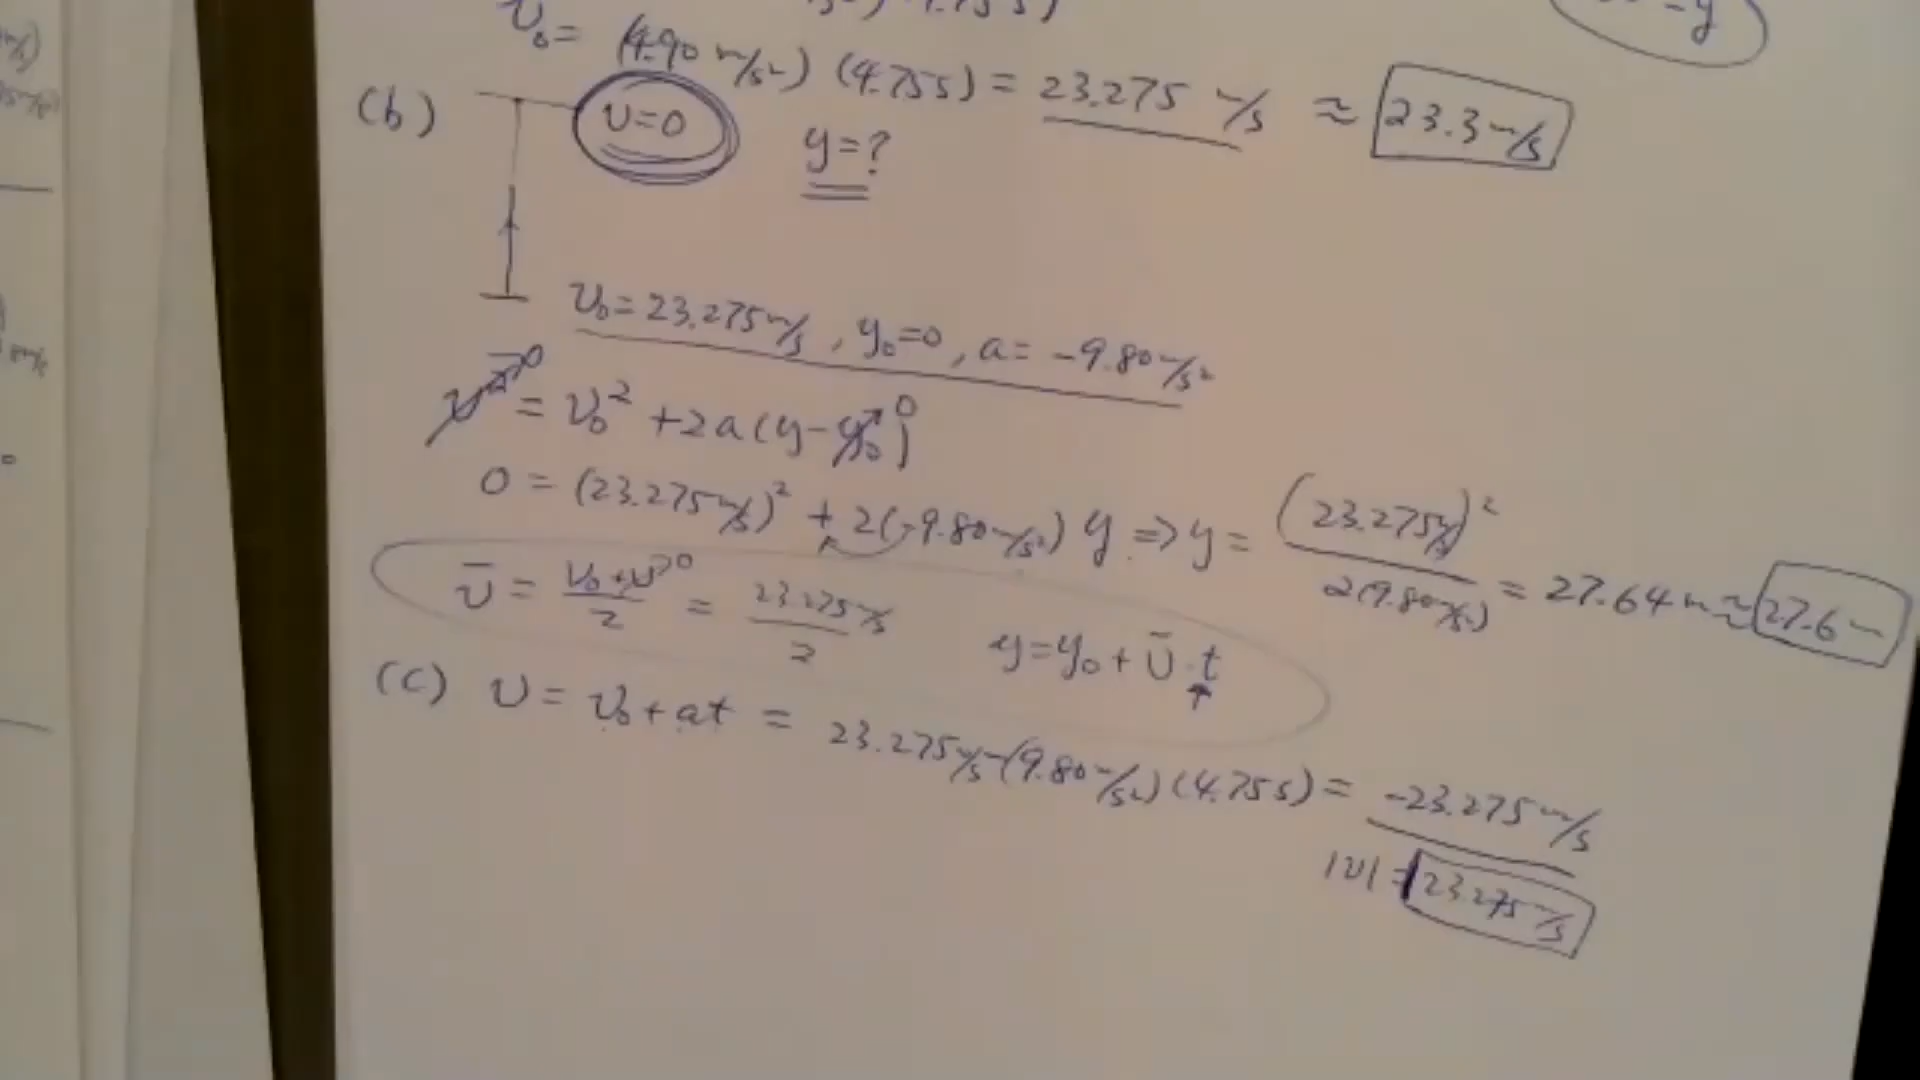 v₀ = (4.90 m/s²) (4.75 s) = 23.275 m/s ≈ 23.3 m/s
(b) v=0 y=?
v₀ = 23.275 m/s, y₀=0, a= -9.80 m/s²
v² → 0 = v₀² + 2a(y-y₀ → 0)
0 = (23.275 m/s)² + 2(-9.80 m/s²) y ⇒ y = (23.275 m/s)² / 2(9.80 m/s²) = 27.64 m ≈ 27.6 m
v̄ = (v₀ + v → 0) / 2 = 23.275 m/s / 2 y = y₀ + v̄ · t
(c) v = v₀ + at = 23.275 m/s - (9.80 m/s²) (4.75 s) = -23.275 m/s
|v| = 23.275 m/s